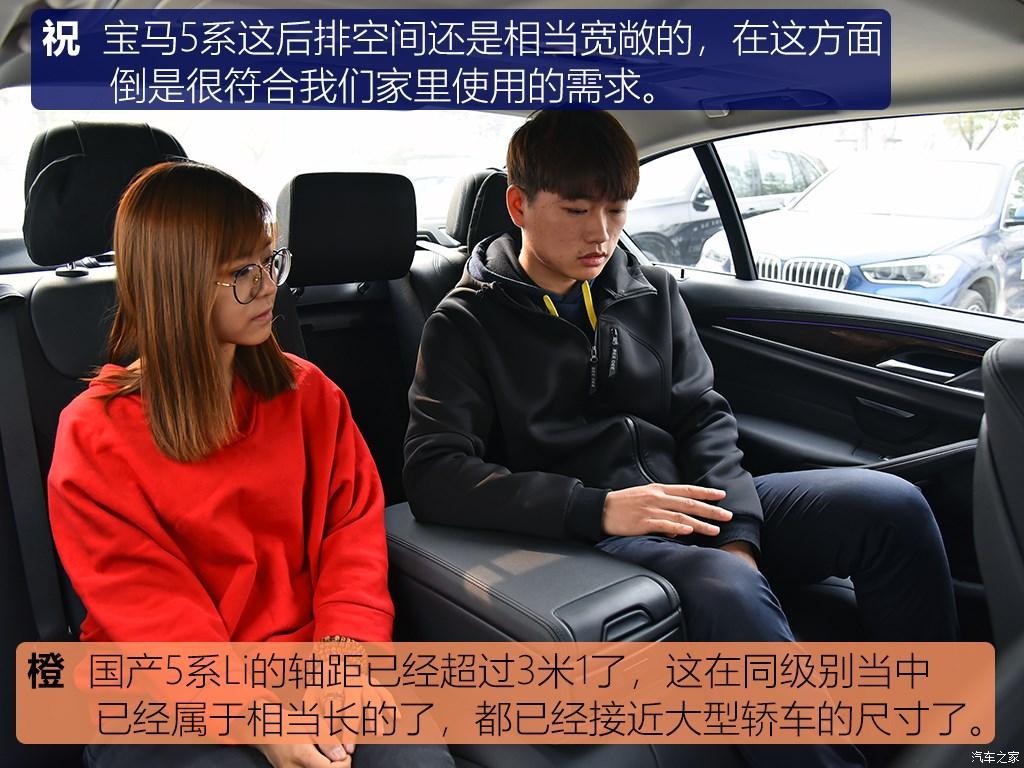 祝 宝马5系这后排空间还是相当宽敞的，在这方面
倒是很符合我们家里使用的需求。
橙 国产5系Li的轴距已经超过3米1了，这在同级别当中
已经属于相当长的了，都已经接近大型轿车的尺寸了。
汽车之家